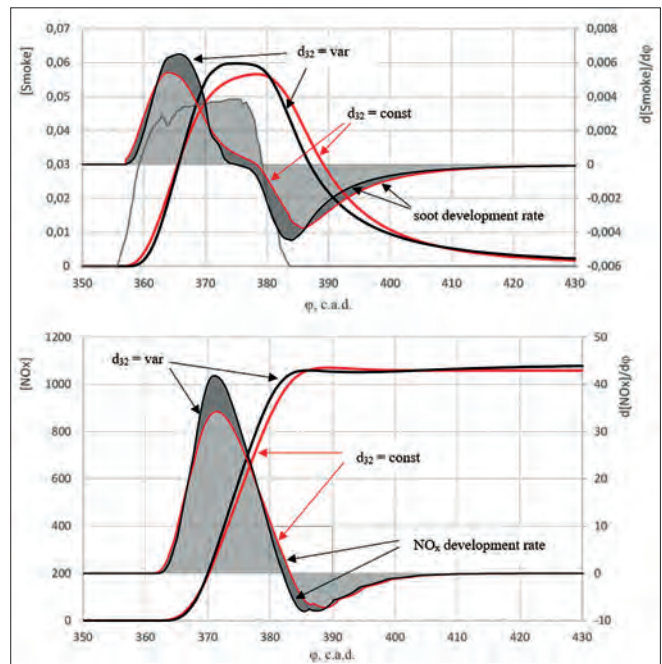 [Smoke]
d[Smoke]/dφ
0,07
0,06
0,05
0,04
0,03
0,02
0,01
0
0,008
0,006
0,004
0,002
0
-0,002
-0,004
-0,006
d₃₂ = var
d₃₂ = const
soot development rate
350 360 370 380 390 400 410 420 430
φ, c.a.d.
[NOx]
d[NOx]/dφ
1200
1000
800
600
400
200
0
50
40
30
20
10
0
-10
d₃₂ = var
d₃₂ = const
NOₓ development rate
350 360 370 380 390 400 410 420 430
φ, c.a.d.